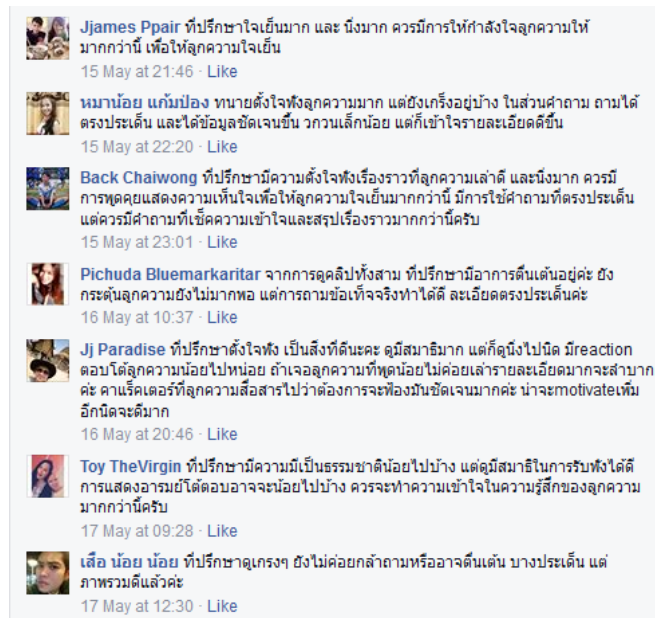 Jjames Ppair ที่ปรึกษาใจเย็นมาก และ นิ่งมาก ควรมีการให้กำลังใจลูกความให้
มากกว่านี้ เพื่อให้ลูกความใจเย็น
15 May at 21:46 · Like
หมาน้อย แก้มป่อง ทนายตั้งใจฟังลูกความมาก แต่ยังเกร็งอยู่บ้าง ในส่วนคำถาม ถามได้
ตรงประเด็น และได้ข้อมูลชัดเจนขึ้น วกวนเล็กน้อย แต่ก็เข้าใจรายละเอียดดีขึ้น
15 May at 22:20 · Like
Back Chaiwong ที่ปรึกษามีความตั้งใจฟังเรื่องราวที่ลูกความเล่าดี และนิ่งมาก ควรมี
การพูดคุยแสดงความเห็นใจเพื่อให้ลูกความใจเย็นมากกว่านี้ มีการใช้คำถามที่ตรงประเด็น
แต่ควรมีคำถามที่เช็คความเข้าใจและสรุปเรื่องราวมากกว่านี้ครับ
15 May at 23:01 · Like
Pichuda Bluemarkaritar จากการดูคลิปทั้งสาม ที่ปรึกษามีอาการตื่นเต้นอยู่ค่ะ ยัง
กระตุ้นลูกความยังไม่มากพอ แต่การถามข้อเท็จจริงทำได้ดี ละเอียดตรงประเด็นค่ะ
16 May at 10:37 · Like
Jj Paradise ที่ปรึกษาตั้งใจฟัง เป็นสิ่งที่ดีนะคะ ดูมีสมาธิมาก แต่ก็ดูนิ่งไปนิด มีreaction
ตอบโต้ลูกความน้อยไปหน่อย ถ้าเจอลูกความที่พูดน้อยไม่ค่อยเล่ารายละเอียดมากจะลำบาก
ค่ะ คาแร็คเตอร์ที่ลูกความสื่อสารไปว่าต้องการจะฟ้องมันชัดเจนมากค่ะ น่าจะmotivateเพิ่ม
อีกนิดจะดีมาก
16 May at 20:46 · Like
Toy TheVirgin ที่ปรึกษามีความมีเป็นธรรมชาติน้อยไปบ้าง แต่ดูมีสมาธิในการรับฟังได้ดี
การแสดงอารมย์โต้ตอบอาจจะน้อยไปบ้าง ควรจะทำความเข้าใจในความรู้สึกของลูกความ
มากกว่านี้ครับ
17 May at 09:28 · Like
เสือ น้อย น้อย ที่ปรึกษาดูเกรงๆ ยังไม่ค่อยกล้าถามหรืออาจตื่นเต้น บางประเด็น แต่
ภาพรวมดีแล้วค่ะ
17 May at 12:30 · Like